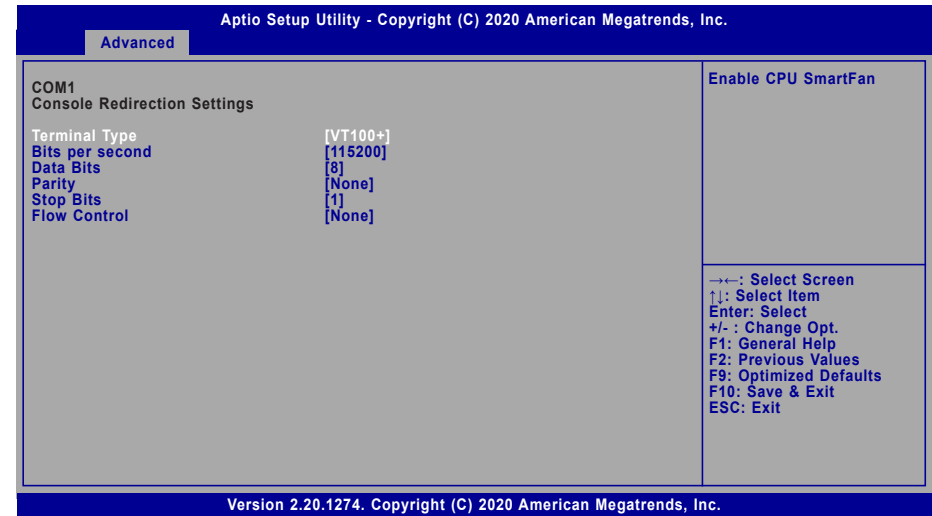 Aptio Setup Utility - Copyright (C) 2020 American Megatrends, Inc.
Advanced
COM1
Console Redirection Settings
Terminal Type [VT100+]
Bits per second [115200]
Data Bits [8]
Parity [None]
Stop Bits [1]
Flow Control [None]
Enable CPU SmartFan
→←: Select Screen
↑↓: Select Item
Enter: Select
+/- : Change Opt.
F1: General Help
F2: Previous Values
F9: Optimized Defaults
F10: Save & Exit
ESC: Exit
Version 2.20.1274. Copyright (C) 2020 American Megatrends, Inc.